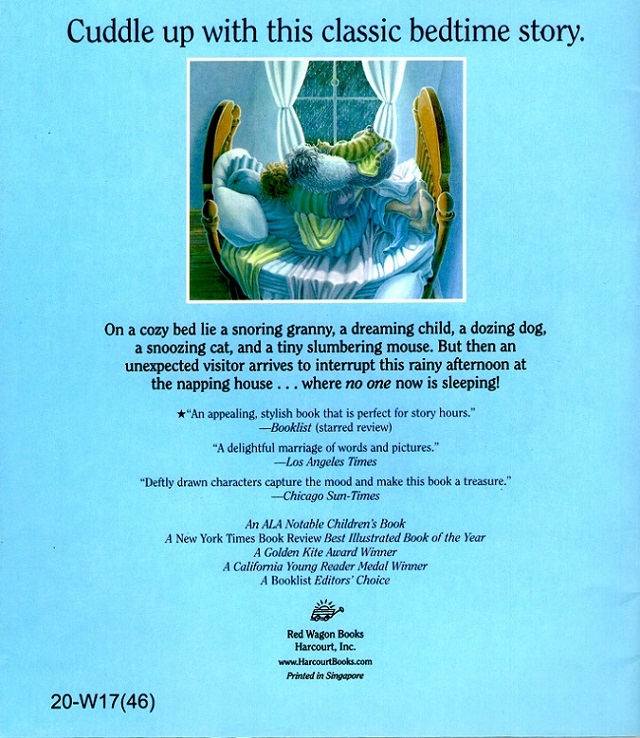 Cuddle up with this classic bedtime story.
On a cozy bed lie a snoring granny, a dreaming child, a dozing dog,
a snoozing cat, and a tiny slumbering mouse. But then an
unexpected visitor arrives to interrupt this rainy afternoon at
the napping house . . . where no one now is sleeping!
★“An appealing, stylish book that is perfect for story hours.”
—Booklist (starred review)
“A delightful marriage of words and pictures.”
—Los Angeles Times
“Deftly drawn characters capture the mood and make this book a treasure.”
—Chicago Sun-Times
An ALA Notable Children’s Book
A New York Times Book Review Best Illustrated Book of the Year
A Golden Kite Award Winner
A California Young Reader Medal Winner
A Booklist Editors’ Choice
Red Wagon Books
Harcourt, Inc.
www.HarcourtBooks.com
Printed in Singapore
20-W17(46)